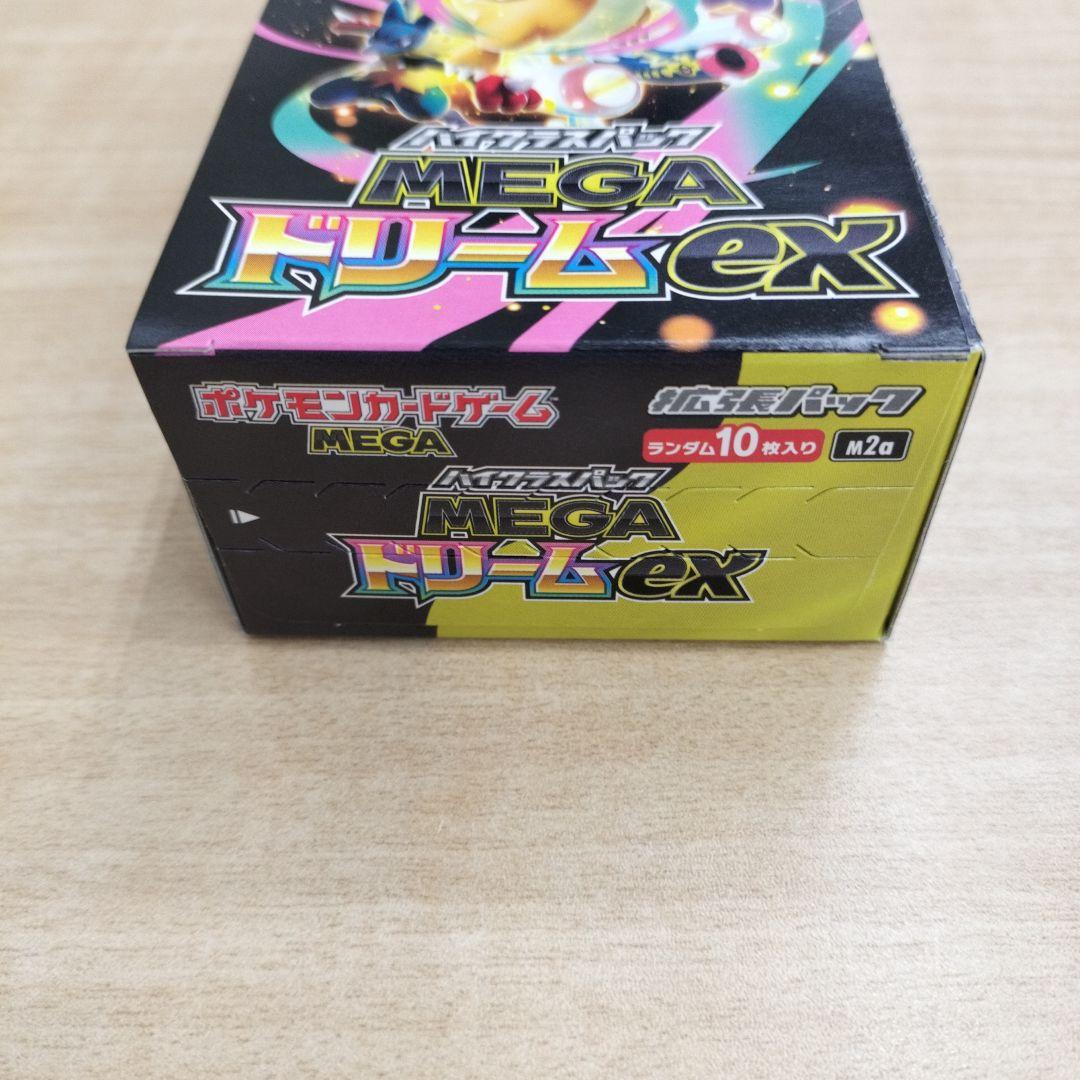 ハイクラスパック
MEGA
ドリームex
ポケモンカードゲーム™
MEGA
拡張パック
ランダム10枚入り
M2a
ハイクラスパック
MEGA
ドリームex